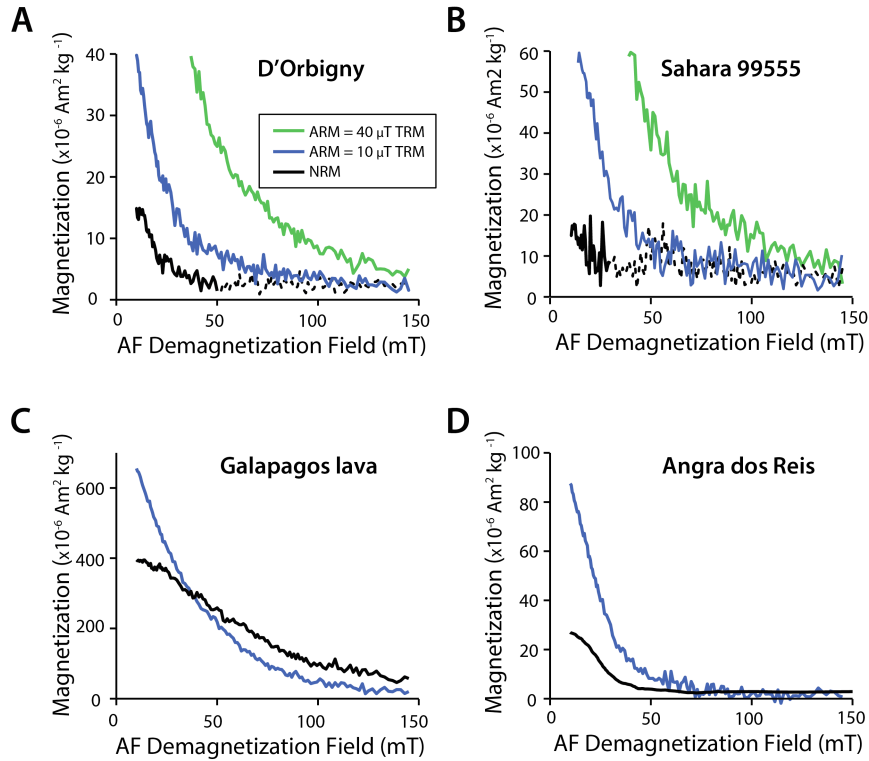 A
D’Orbigny
Magnetization (x10⁻⁶ Am² kg⁻¹)
40
30
20
10
0
ARM = 40 μT TRM
ARM = 10 μT TRM
NRM
0
50
100
150
AF Demagnetization Field (mT)
B
Sahara 99555
Magnetization (x10⁻⁶ Am2 kg⁻¹)
60
50
40
30
20
10
0
0
50
100
150
AF Demagnetization Field (mT)
C
Galapagos lava
Magnetization (x10⁻⁶ Am² kg⁻¹)
600
400
200
0
0
50
100
150
AF Demagnetization Field (mT)
D
Angra dos Reis
Magnetization (x10⁻⁶ Am² kg⁻¹)
100
80
60
40
20
0
0
50
100
150
AF Demagnetization Field (mT)